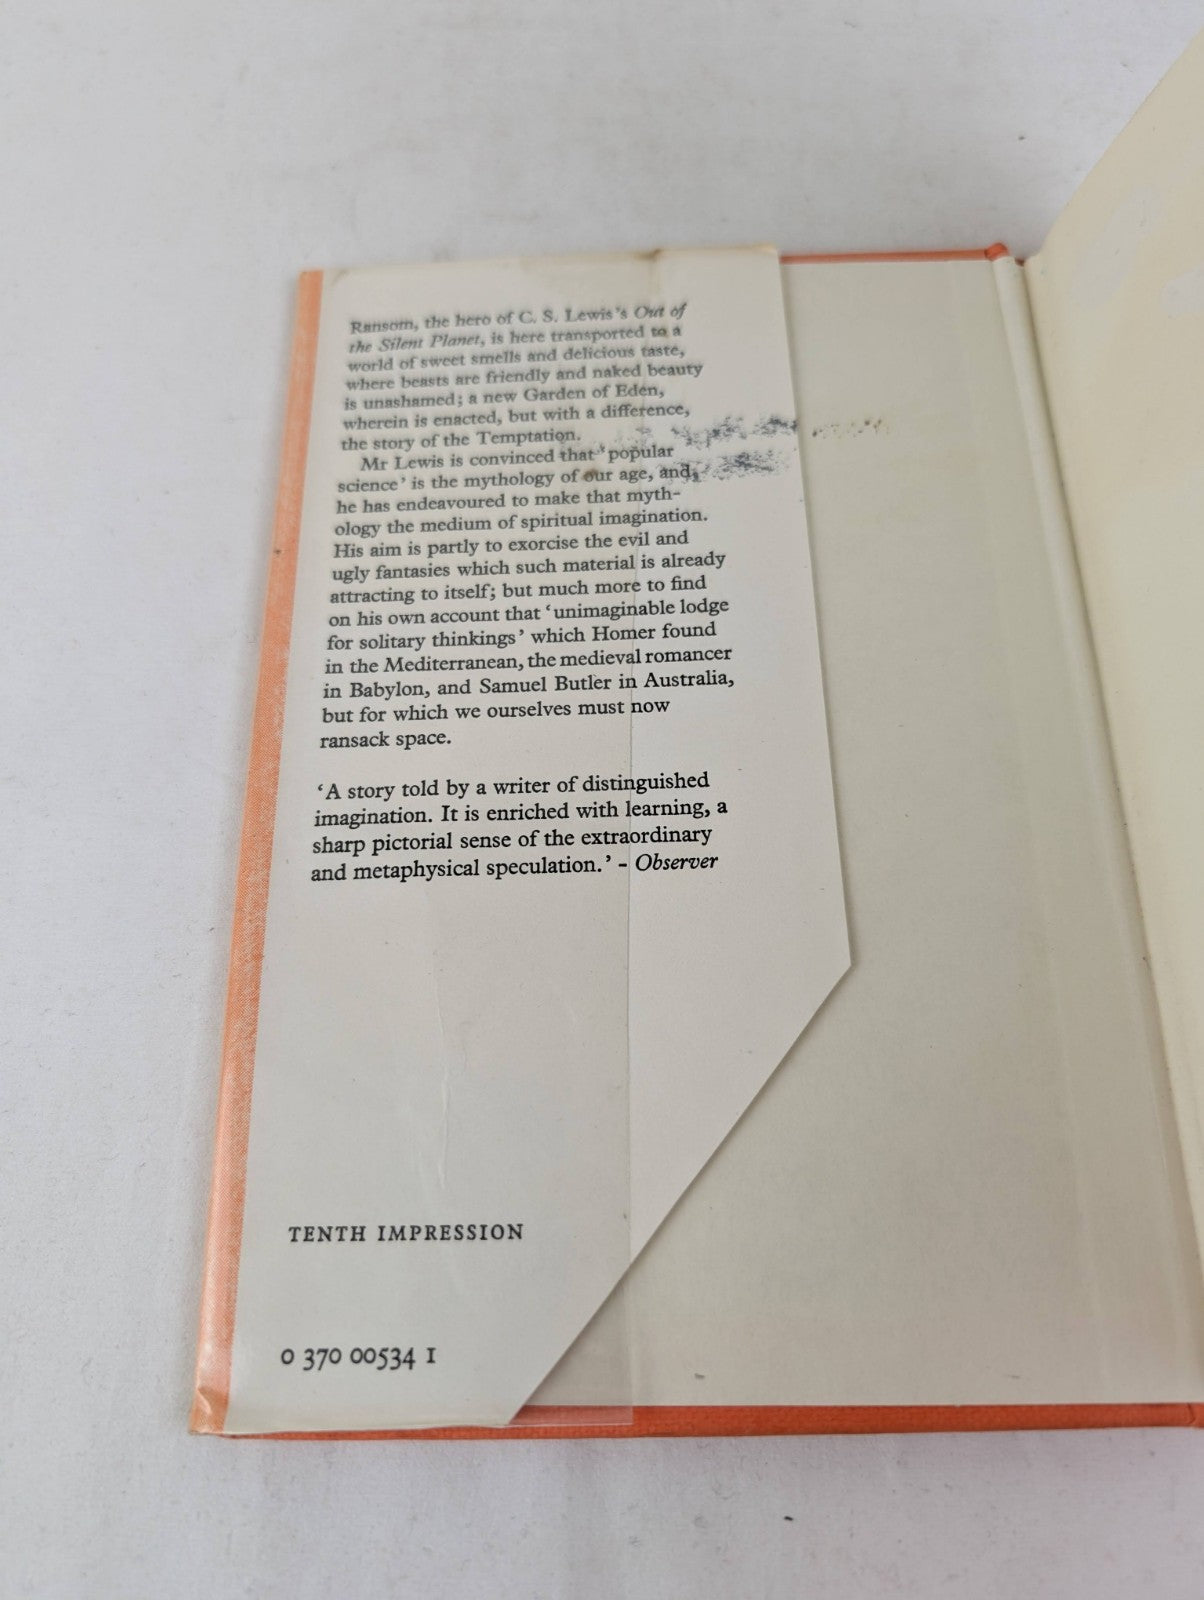 Ransom, the hero of C. S. Lewis's Out of
the Silent Planet, is here transported to a
world of sweet smells and delicious taste,
where beasts are friendly and naked beauty
is unashamed; a new Garden of Eden,
wherein is enacted, but with a difference,
the story of the Temptation.
Mr Lewis is convinced that 'popular
science' is the mythology of our age, and,
he has endeavoured to make that myth-
ology the medium of spiritual imagination.
His aim is partly to exorcise the evil and
ugly fantasies which such material is already
attracting to itself; but much more to find
on his own account that 'unimaginable lodge
for solitary thinkings' which Homer found
in the Mediterranean, the medieval romancer
in Babylon, and Samuel Butler in Australia,
but for which we ourselves must now
ransack space.
'A story told by a writer of distinguished
imagination. It is enriched with learning, a
sharp pictorial sense of the extraordinary
and metaphysical speculation.' – Observer
TENTH IMPRESSION
0 370 00534 1